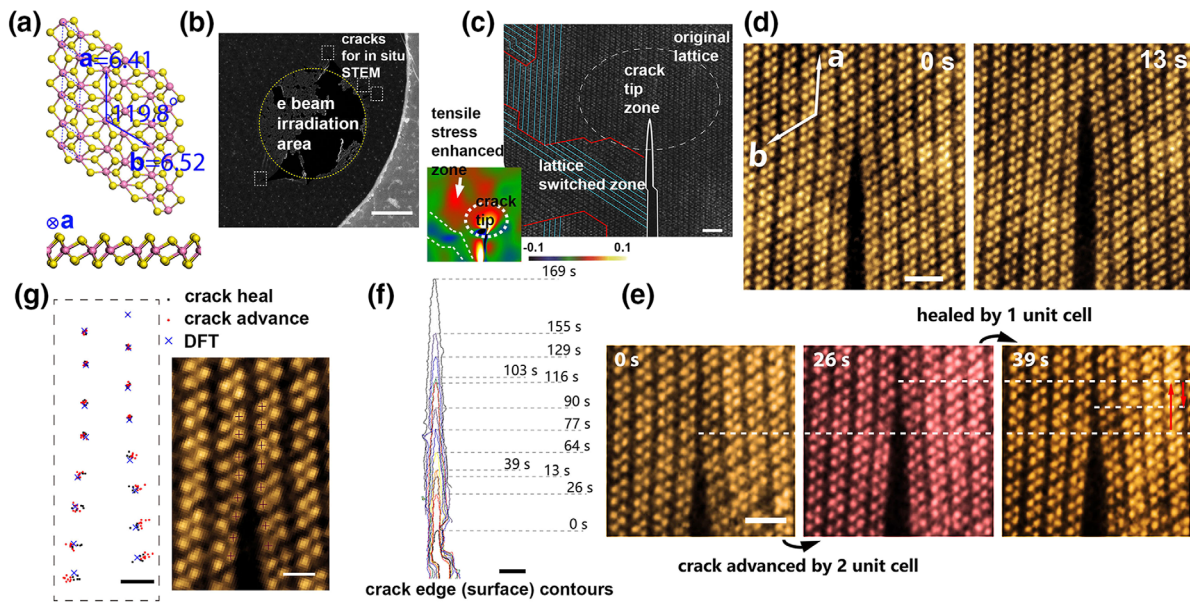 (a)
a=6.41
119.8°
b=6.52
⊗a
(b)
cracks
for in situ
STEM
e beam
irradiation
area
(c)
original
lattice
crack
tip
zone
tensile
stress
enhanced
zone
lattice
switched zone
crack
tip
-0.1 0.1
(d)
a
b
0 s
13 s
(g)
crack heal
crack advance
DFT
(f)
169 s
155 s
129 s
103 s
116 s
90 s
77 s
64 s
39 s
13 s
26 s
0 s
crack edge (surface) contours
(e)
healed by 1 unit cell
0 s
26 s
39 s
crack advanced by 2 unit cell